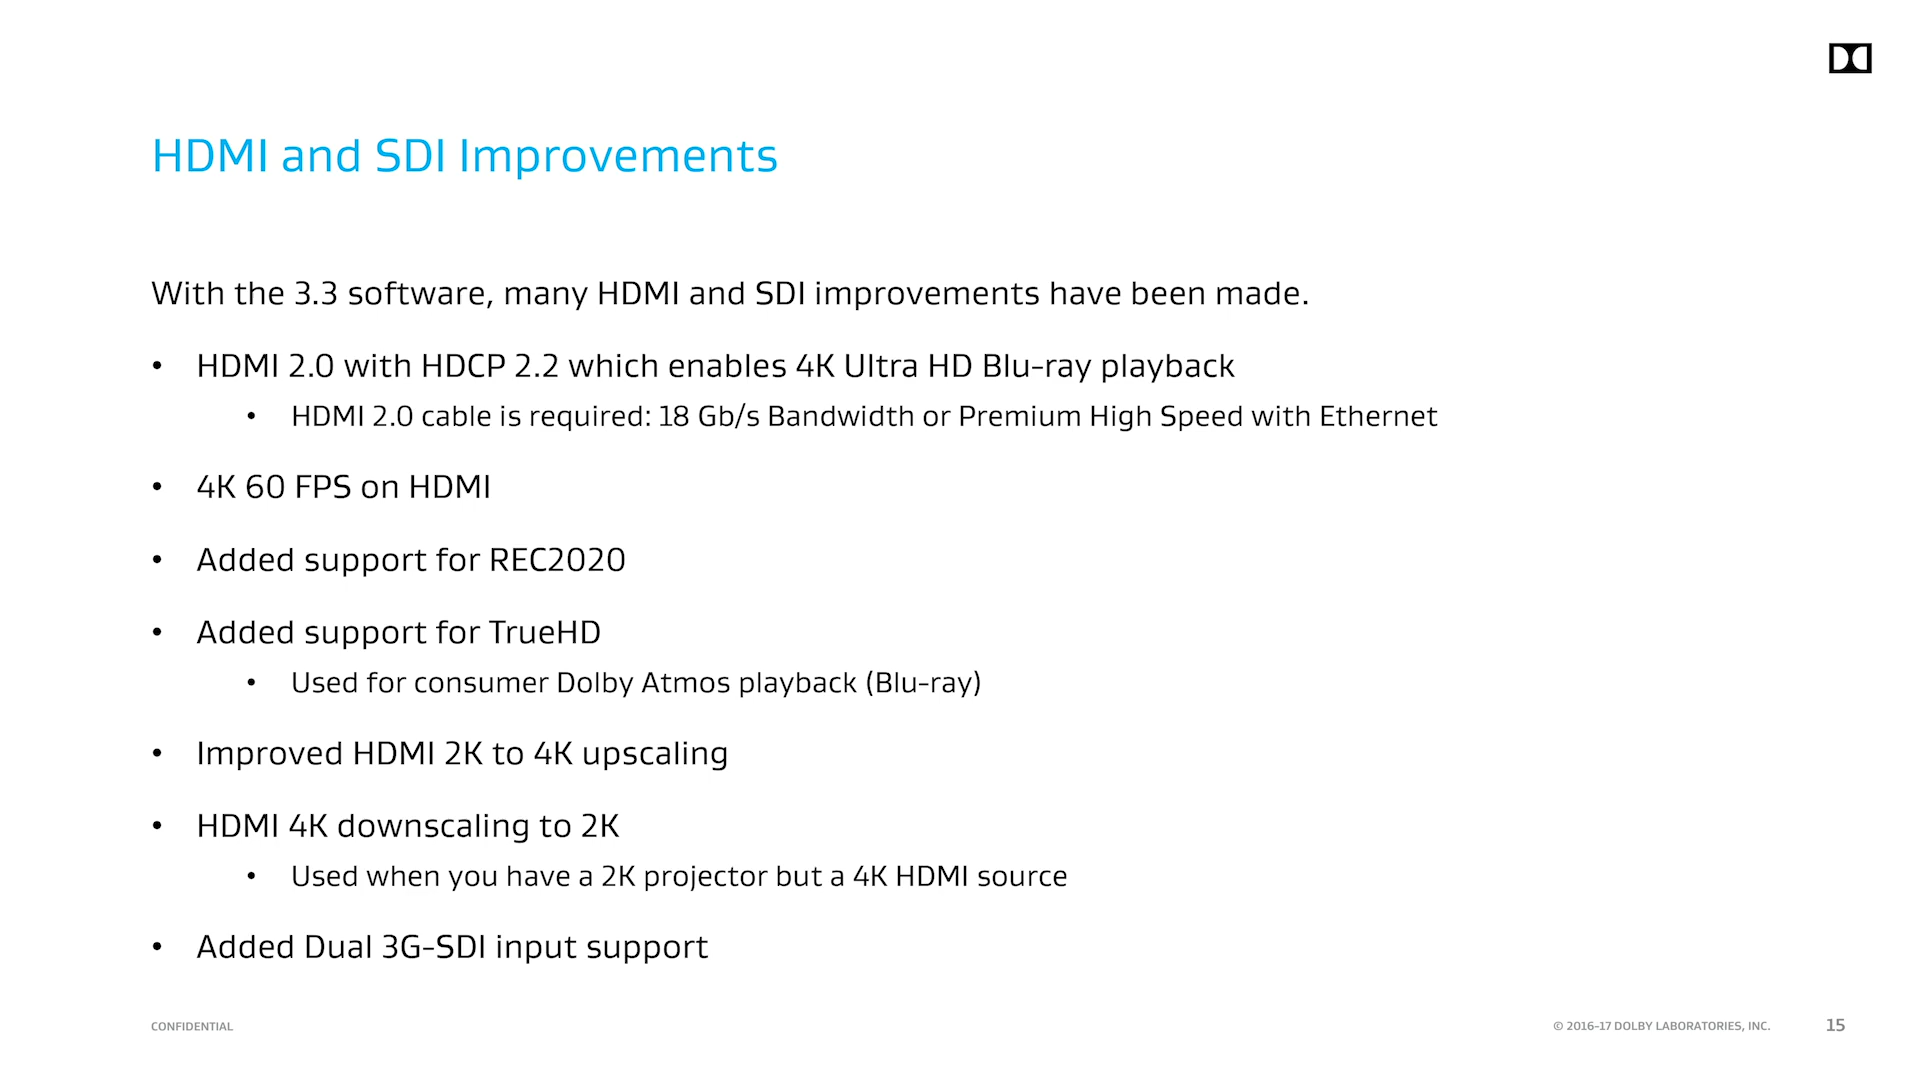 HDMI and SDI Improvements
With the 3.3 software, many HDMI and SDI improvements have been made.
• HDMI 2.0 with HDCP 2.2 which enables 4K Ultra HD Blu-ray playback
• HDMI 2.0 cable is required: 18 Gb/s Bandwidth or Premium High Speed with Ethernet
• 4K 60 FPS on HDMI
• Added support for REC2020
• Added support for TrueHD
• Used for consumer Dolby Atmos playback (Blu-ray)
• Improved HDMI 2K to 4K upscaling
• HDMI 4K downscaling to 2K
• Used when you have a 2K projector but a 4K HDMI source
• Added Dual 3G-SDI input support
CONFIDENTIAL
© 2016-17 DOLBY LABORATORIES, INC.
15